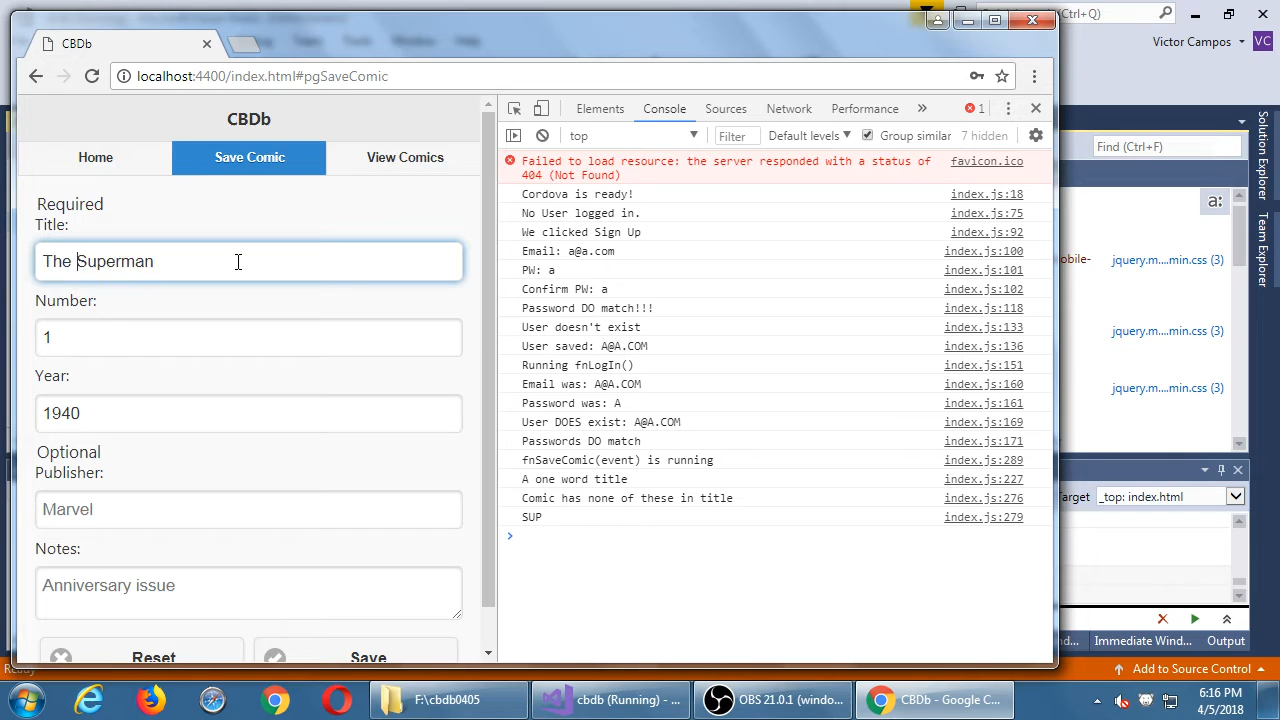 (Ctrl+Q)
Victor Campos
VC
CBDb
localhost:4400/index.html#pgSaveComic
CBDb
Home
Save Comic
View Comics
Required
Title:
The Superman
Number:
1
Year:
1940
Optional
Publisher:
Marvel
Notes:
Anniversary issue
Reset
Save
Elements
Console
Sources
Network
Performance
»
1
top
Filter
Default levels
Group similar
7 hidden
Failed to load resource: the server responded with a status of favicon.ico
404 (Not Found)
Cordova is ready! index.js:18
No User logged in. index.js:75
We clicked Sign Up index.js:92
Email: a@a.com index.js:100
PW: a index.js:101
Confirm PW: a index.js:102
Password DO match!!! index.js:118
User doesn't exist index.js:133
User saved: A@A.COM index.js:136
Running fnLogIn() index.js:151
Email was: A@A.COM index.js:160
Password was: A index.js:161
User DOES exist: A@A.COM index.js:169
Passwords DO match index.js:171
fnSaveComic(event) is running index.js:289
A one word title index.js:227
Comic has none of these in title index.js:276
SUP index.js:279
>
Find (Ctrl+F)
a:
obile- jquery.m....min.css (3)
jquery.m....min.css (3)
jquery.m....min.css (3)
Solution Explorer
Team Explorer
Target
_top: index.html
nd...
Immediate Wind...
Output
Ready
Add to Source Control
F:\cbdb0405
cbdb (Running) - ...
OBS 21.0.1 (windo...
CBDb - Google C...
6:16 PM
4/5/2018